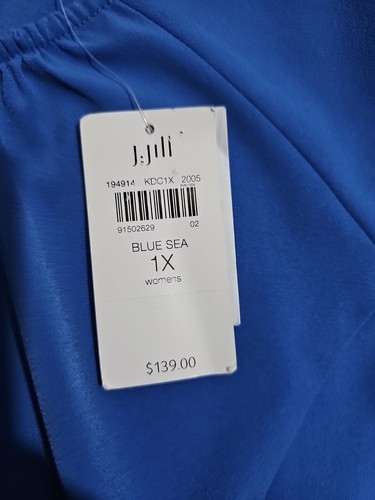 J.Jill
194914 KDC1X 2005
91502629 02
BLUE SEA
1X
womens
$139.00